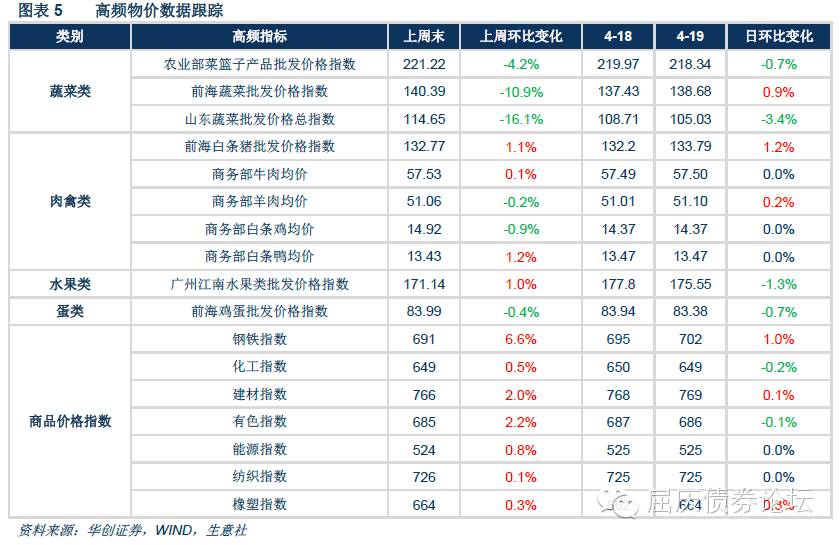 图表 5 高频物价数据跟踪
类别 高频指标 上周末 上周环比变化 4-18 4-19 日环比变化
蔬菜类
农业部菜篮子产品批发价格指数 221.22 -4.2% 219.97 218.34 -0.7%
前海蔬菜批发价格指数 140.39 -10.9% 137.43 138.68 0.9%
山东蔬菜批发价格总指数 114.65 -16.1% 108.71 105.03 -3.4%
肉禽类
前海白条猪批发价格指数 132.77 1.1% 132.2 133.79 1.2%
商务部牛肉均价 57.53 0.1% 57.49 57.50 0.0%
商务部羊肉均价 51.06 -0.2% 51.01 51.10 0.2%
商务部白条鸡均价 14.92 -0.9% 14.37 14.37 0.0%
商务部白条鸭均价 13.43 1.2% 13.47 13.47 0.0%
水果类 广州江南水果类批发价格指数 171.14 1.0% 177.8 175.55 -1.3%
蛋类 前海鸡蛋批发价格指数 83.99 -0.4% 83.94 83.38 -0.7%
商品价格指数
钢铁指数 691 6.6% 695 702 1.0%
化工指数 649 0.5% 650 649 -0.2%
建材指数 766 2.0% 768 769 0.1%
有色指数 685 2.2% 687 686 -0.1%
能源指数 524 0.8% 525 525 0.0%
纺织指数 726 0.1% 725 725 0.0%
橡塑指数 664 0.3% 664 0.3%
屈庆债券论坛
资料来源：华创证券，WIND，生意社